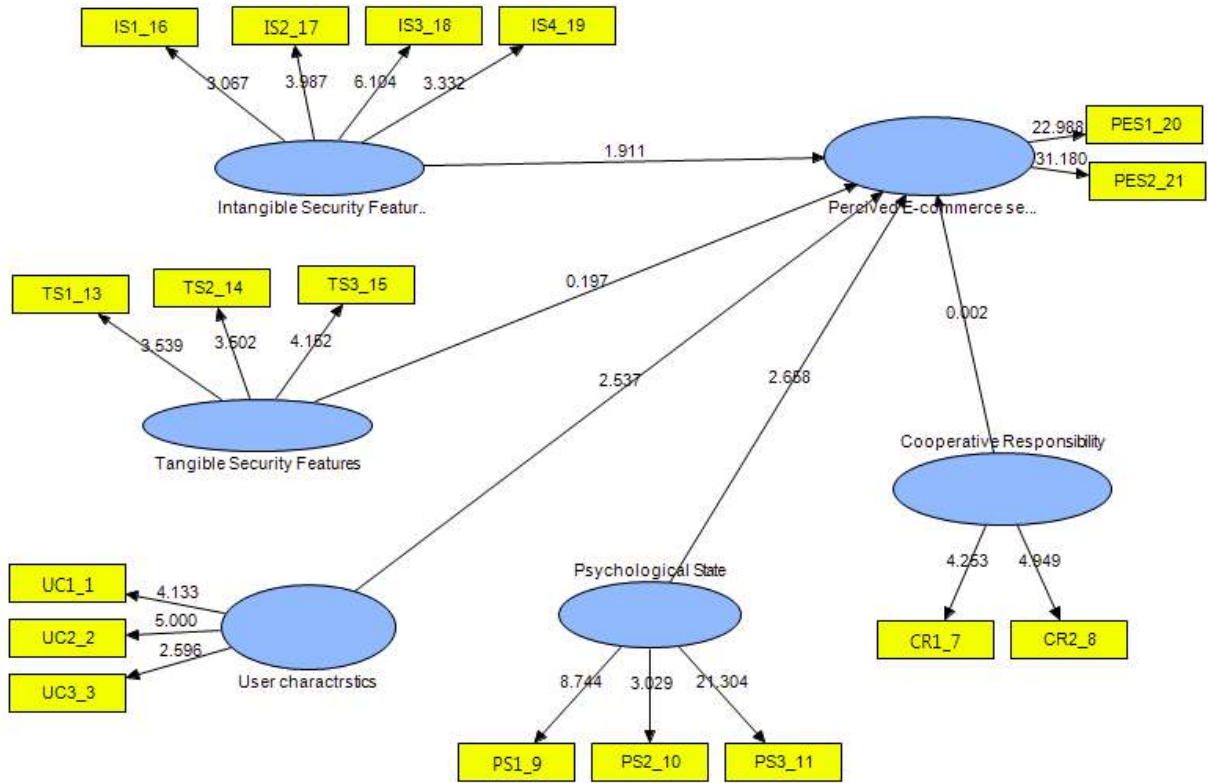 IS1_16
IS2_17
IS3_18
IS4_19
3.067
3.987
6.104
3.332
Intangible Security Featur..
1.911
PES1_20
22.988
31.180
PES2_21
Percived E-commerce se...
TS1_13
TS2_14
TS3_15
3.539
3.502
4.152
Tangible Security Features
0.197
2.537
2.658
0.002
Cooperative Responsibility
4.253
4.949
CR1_7
CR2_8
UC1_1
4.133
UC2_2
5.000
UC3_3
2.596
User charactrstics
Psychological State
8.744
3.029
21.304
PS1_9
PS2_10
PS3_11